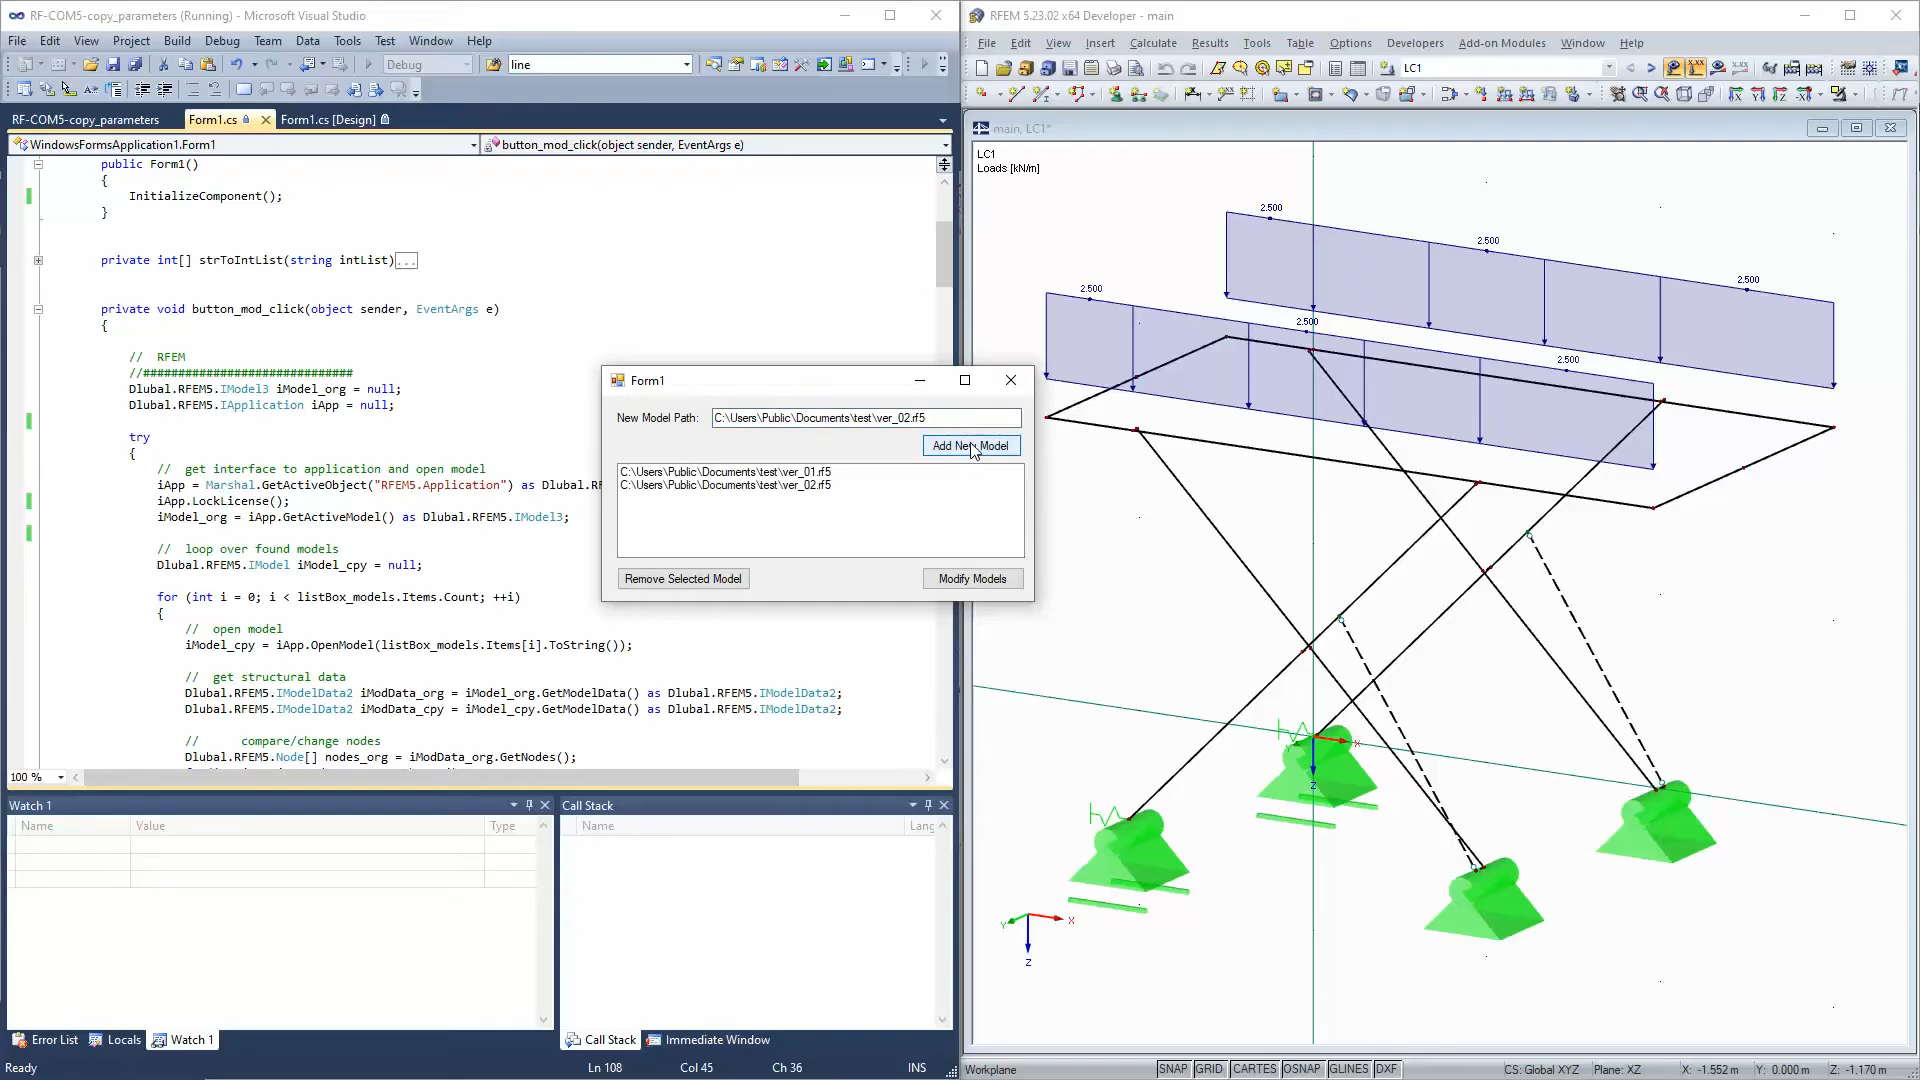 RF-COM5-copy_parameters (Running) - Microsoft Visual Studio
File Edit View Project Build Debug Team Data Tools Test Window Help
Debug
line
RF-COM5-copy_parameters Form1.cs Form1.cs [Design]
WindowsFormsApplication1.Form1
button_mod_click(object sender, EventArgs e)
public Form1()
{
InitializeComponent();
}
private int[] strToIntList(string intList)...
private void button_mod_click(object sender, EventArgs e)
{
// RFEM
//##############################
Dlubal.RFEM5.IModel3 iModel_org = null;
Dlubal.RFEM5.IApplication iApp = null;
try
{
// get interface to application and open model
iApp = Marshal.GetActiveObject("RFEM5.Application") as Dlubal.RF
iApp.LockLicense();
iModel_org = iApp.GetActiveModel() as Dlubal.RFEM5.IModel3;
// loop over found models
Dlubal.RFEM5.IModel iModel_cpy = null;
for (int i = 0; i < listBox_models.Items.Count; ++i)
{
// open model
iModel_cpy = iApp.OpenModel(listBox_models.Items[i].ToString());
// get structural data
Dlubal.RFEM5.IModelData2 iModData_org = iModel_org.GetModelData() as Dlubal.RFEM5.IModelData2;
Dlubal.RFEM5.IModelData2 iModData_cpy = iModel_cpy.GetModelData() as Dlubal.RFEM5.IModelData2;
// compare/change nodes
Dlubal.RFEM5.Node[] nodes_org = iModData_org.GetNodes();
100 %
Watch 1
Name Value Type
Call Stack
Name Lang
Error List Locals Watch 1
Call Stack Immediate Window
Ready Ln 108 Col 45 Ch 36 INS
Form1
New Model Path: C:\Users\Public\Documents\test\ver_02.rf5
Add New Model
C:\Users\Public\Documents\test\ver_01.rf5
C:\Users\Public\Documents\test\ver_02.rf5
Remove Selected Model
Modify Models
RFEM 5.23.02 x64 Developer - main
File Edit View Insert Calculate Results Tools Table Options Developers Add-on Modules Window Help
LC1
main, LC1*
LC1
Loads [kN/m]
2.500
2.500
2.500
2.500
2.500
2.500
X
Y
Z
Y
X
Z
Workplane SNAP GRID CARTES OSNAP GLINES DXF CS: Global XYZ Plane: XZ X: -1.552 m Y: 0.000 m Z: -1.170 m